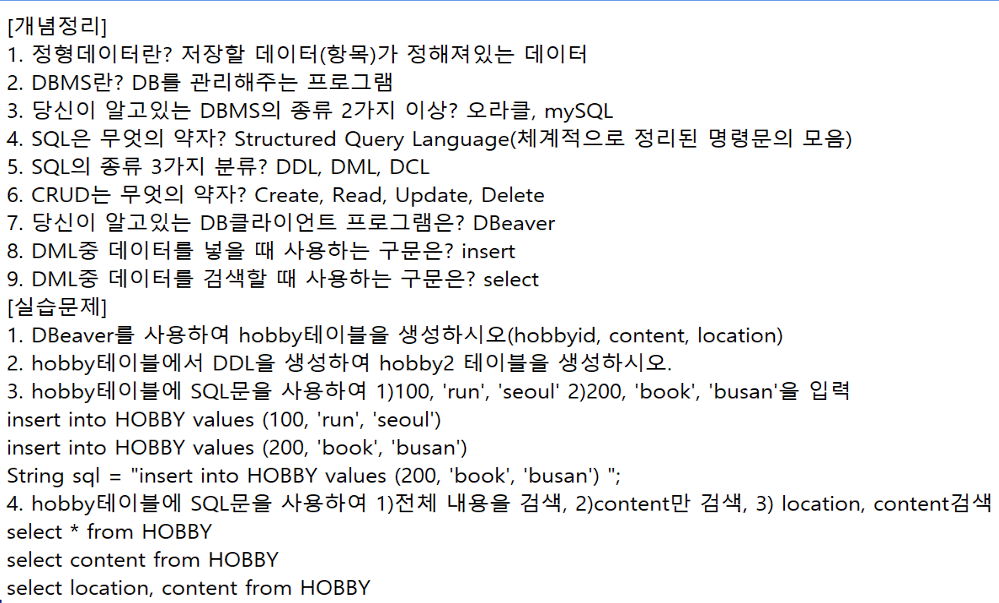 [개념정리]
1. 정형데이터란? 저장할 데이터(항목)가 정해져있는 데이터
2. DBMS란? DB를 관리해주는 프로그램
3. 당신이 알고있는 DBMS의 종류 2가지 이상? 오라클, mySQL
4. SQL은 무엇의 약자? Structured Query Language(체계적으로 정리된 명령문의 모음)
5. SQL의 종류 3가지 분류? DDL, DML, DCL
6. CRUD는 무엇의 약자? Create, Read, Update, Delete
7. 당신이 알고있는 DB클라이언트 프로그램은? DBeaver
8. DML중 데이터를 넣을 때 사용하는 구문은? insert
9. DML중 데이터를 검색할 때 사용하는 구문은? select
[실습문제]
1. DBeaver를 사용하여 hobby테이블을 생성하시오(hobbyid, content, location)
2. hobby테이블에서 DDL을 생성하여 hobby2 테이블을 생성하시오.
3. hobby테이블에 SQL문을 사용하여 1)100, 'run', 'seoul' 2)200, 'book', 'busan'을 입력
insert into HOBBY values (100, 'run', 'seoul')
insert into HOBBY values (200, 'book', 'busan')
String sql = "insert into HOBBY values (200, 'book', 'busan') ";
4. hobby테이블에 SQL문을 사용하여 1)전체 내용을 검색, 2)content만 검색, 3) location, content검색
select * from HOBBY
select content from HOBBY
select location, content from HOBBY